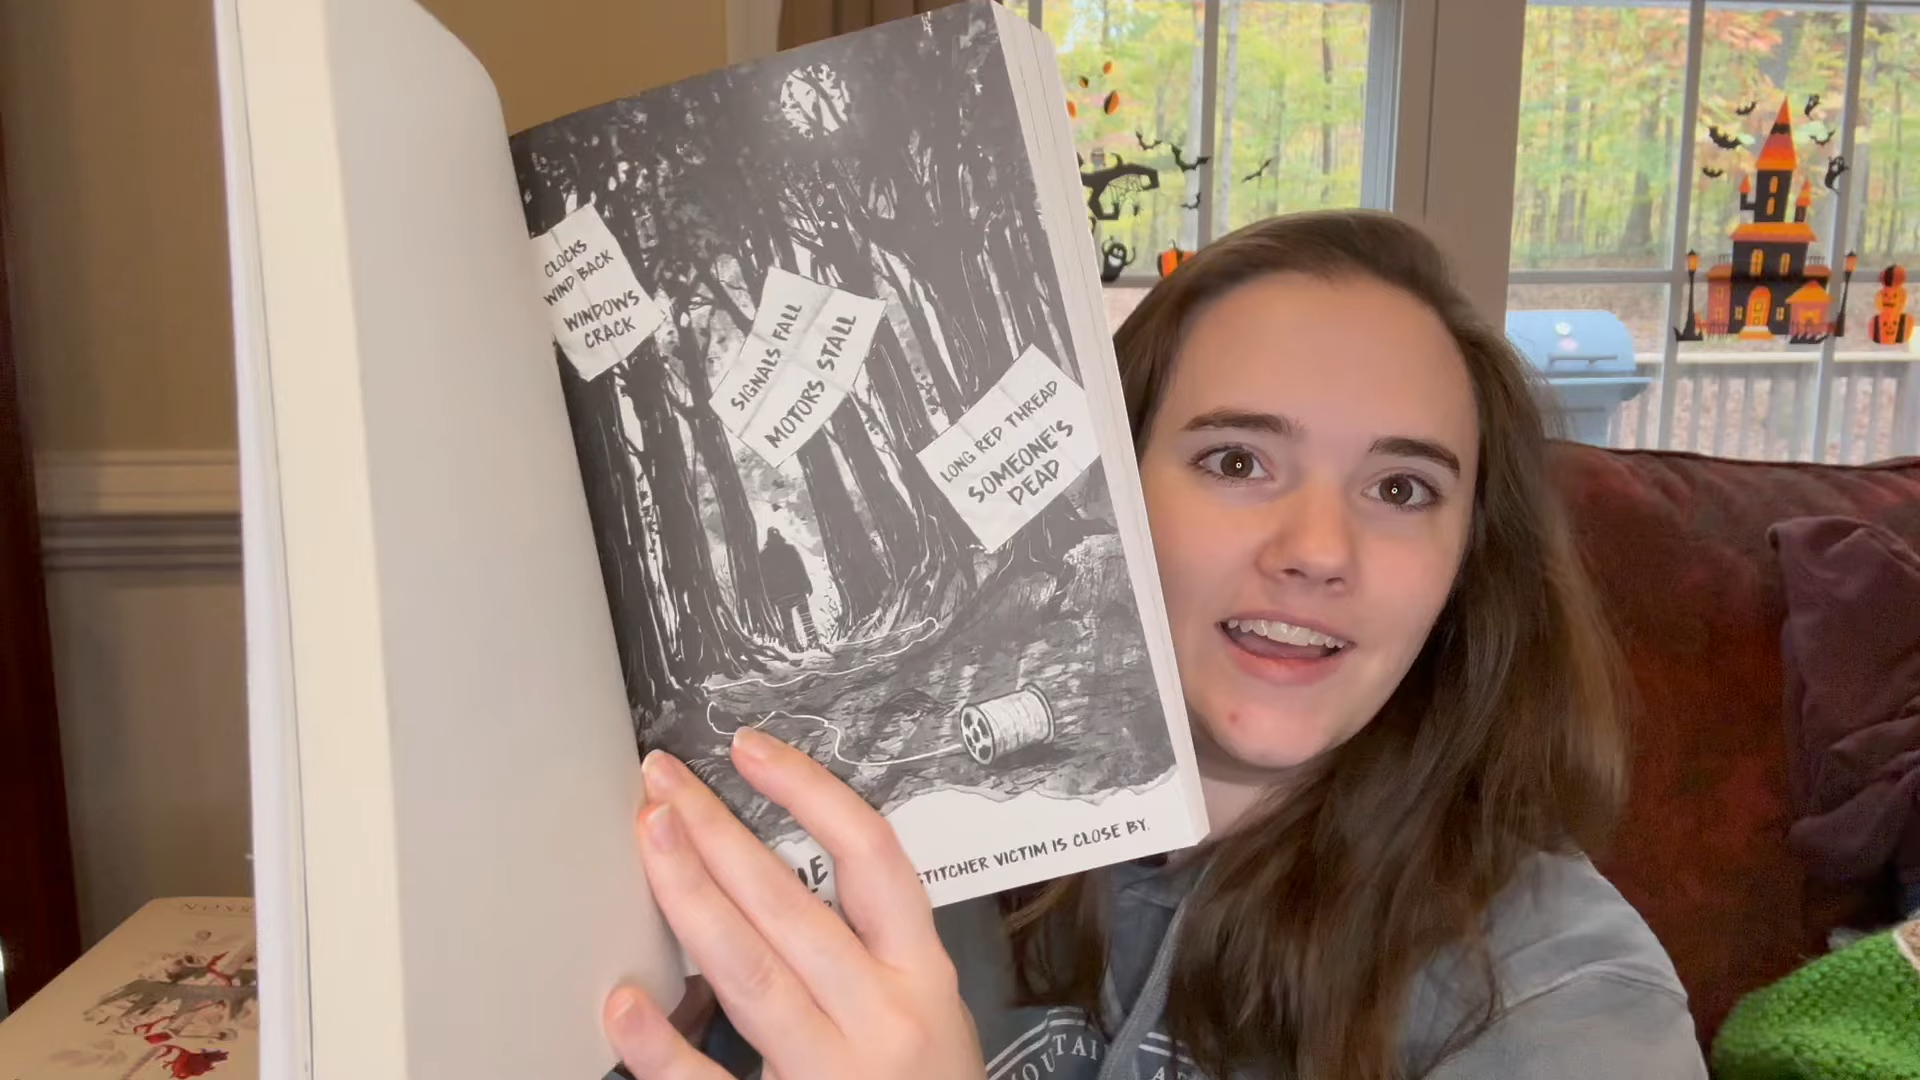 CLOCKS
WIND BACK
WINDOWS
CRACK
SIGNALS FALL
MOTORS STALL
LONG RED THREAD
SOMEONE'S
DEAD
STITCHER VICTIM IS CLOSE BY.